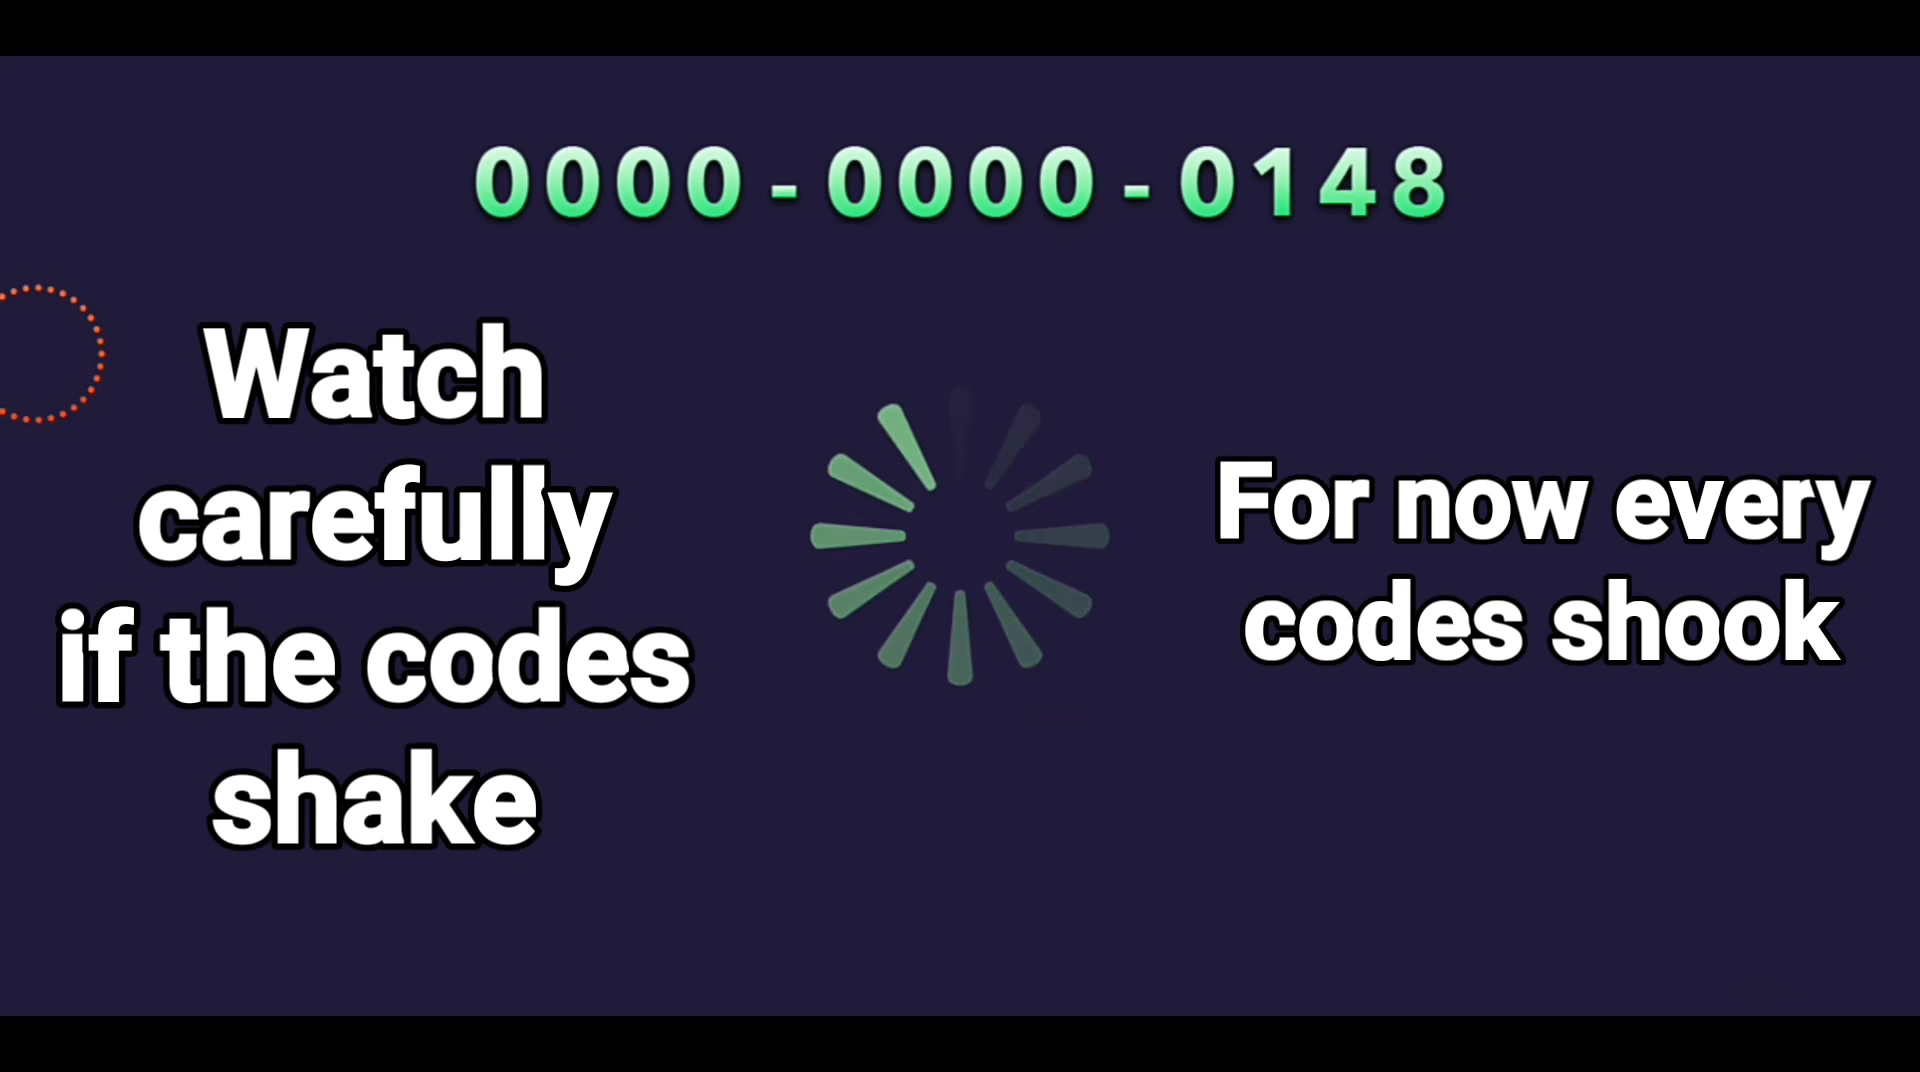 0000-0000-0148
Watch
carefully
if the codes
shake
For now every
codes shook